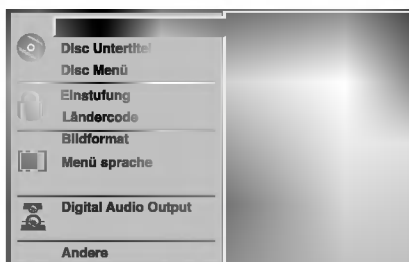 Disc Untertitel
Disc Menü
Einstufung
Ländercode
Bildformat
Menü sprache
Digital Audio Output
Andere